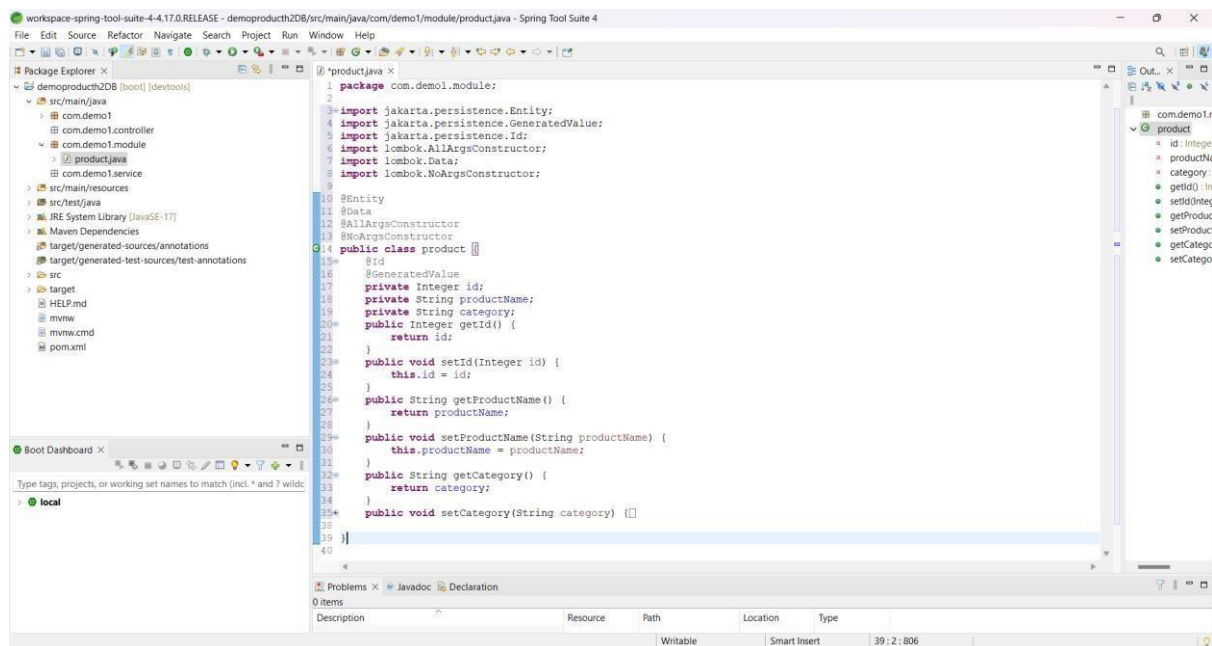 workspace-spring-tool-suite-4-4.17.0.RELEASE - demoproducth2DB/src/main/java/com/demo1/module/product.java - Spring Tool Suite 4
File Edit Source Refactor Navigate Search Project Run Window Help
Package Explorer
demoproducth2DB [boot] [devtools]
src/main/java
com.demo1
com.demo1.controller
com.demo1.module
product.java
com.demo1.service
src/main/resources
src/test/java
JRE System Library [JavaSE-17]
Maven Dependencies
target/generated-sources/annotations
target/generated-test-sources/test-annotations
src
target
HELP.md
mvnw
mvnw.cmd
pom.xml
Boot Dashboard
Type tags, projects, or working set names to match (incl. * and ? wildc
local
*product.java
1 package com.demo1.module;
2
3 import jakarta.persistence.Entity;
4 import jakarta.persistence.GeneratedValue;
5 import jakarta.persistence.Id;
6 import lombok.AllArgsConstructor;
7 import lombok.Data;
8 import lombok.NoArgsConstructor;
9
10 @Entity
11 @Data
12 @AllArgsConstructor
13 @NoArgsConstructor
14 public class product {
15 @Id
16 @GeneratedValue
17 private Integer id;
18 private String productName;
19 private String category;
20 public Integer getId() {
21 return id;
22 }
23 public void setId(Integer id) {
24 this.id = id;
25 }
26 public String getProductName() {
27 return productName;
28 }
29 public void setProductName(String productName) {
30 this.productName = productName;
31 }
32 public String getCategory() {
33 return category;
34 }
35 public void setCategory(String category) {
38
39 }
40
Out...
com.demo1.r
product
id : Intege
productNa
category :
getId() : In
setId(Integ
getProduc
setProduct
getCatego
setCatego
Problems Javadoc Declaration
0 items
Description Resource Path Location Type
Writable Smart Insert 39 : 2 : 806